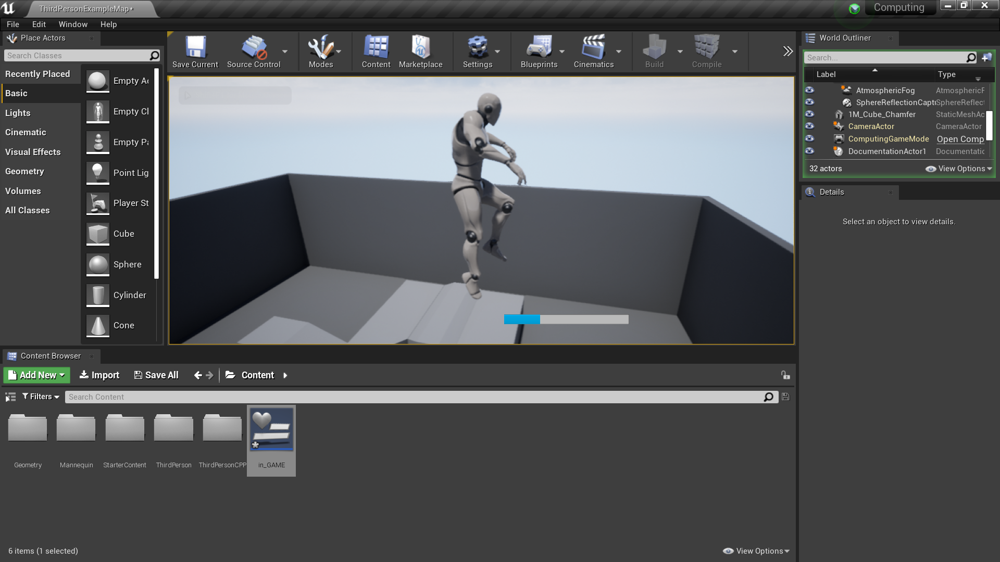 ThirdPersonExampleMap*
Computing
File Edit Window Help
Place Actors
Search Classes
Recently Placed
Basic
Lights
Cinematic
Visual Effects
Geometry
Volumes
All Classes
Empty Ac
Empty Ch
Empty Pa
Point Lig
Player St
Cube
Sphere
Cylinder
Cone
Save Current
Source Control
Modes
Content
Marketplace
Settings
Blueprints
Cinematics
Build
Compile
World Outliner
Search...
Label Type
AtmosphericFog AtmosphericF
SphereReflectionCaptu SphereReflect
1M_Cube_Chamfer StaticMeshAc
CameraActor CameraActor
ComputingGameMode Open Comp
DocumentationActor1 Documentatic
32 actors
View Options
Details
Select an object to view details.
Content Browser
Add New Import Save All Content
Filters Search Content
Geometry
Mannequin
StarterContent
ThirdPerson
ThirdPersonCPP
in_GAME
6 items (1 selected)
View Options